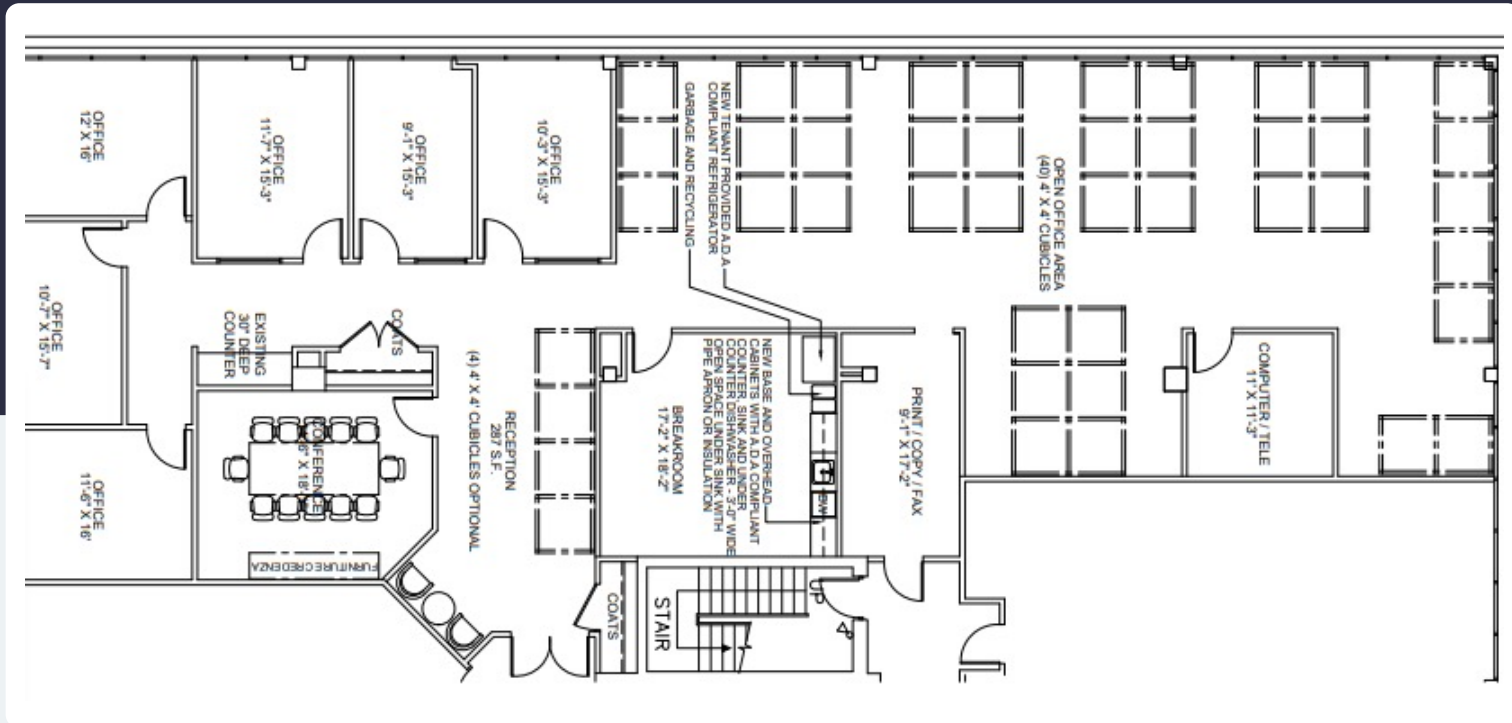 OFFICE
12' X 16'
OFFICE
11'-7" X 15'-3"
OFFICE
9'-1" X 15'-3"
OFFICE
10'-3" X 15'-3"
NEW TENANT PROVIDED A.D.A
COMPLIANT REFRIGERATOR
GARBAGE AND RECYCLING
OPEN OFFICE AREA
(40) 4' X 4' CUBICLES
OFFICE
10'-7" X 15'-7"
EXISTING
30" DEEP
COUNTER
COATS
RECEPTION
287 S.F.
(4) 4' X 4' CUBICLES OPTIONAL
NEW BASE AND OVERHEAD
CABINETS WITH A.D.A COMPLIANT
COUNTER, SINK AND UNDER
COUNTER DISHWASHER - 3'-0" WIDE
OPEN SPACE UNDER SINK WITH
PIPE APRON OR INSULATION
BREAKROOM
17'-2" X 18'-2"
PRINT / COPY / FAX
9'-1" X 17'-2"
COMPUTER / TELE
11' X 11'-3"
OFFICE
11'-6" X 16'
CONFERENCE
X 18'
FURNITURE CREDENZA
COATS
STAIR
UP